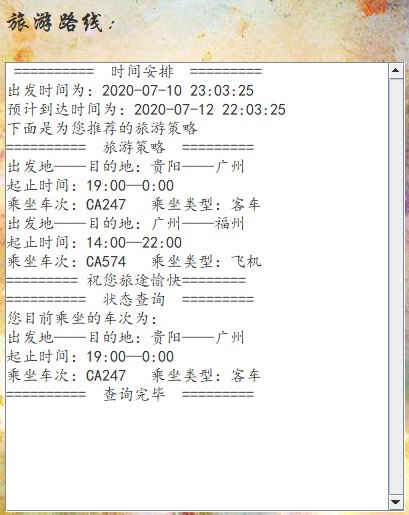 旅游路线：
========== 时间安排 =========
出发时间为：2020-07-10 23:03:25
预计到达时间为：2020-07-12 22:03:25
下面是为您推荐的旅游策略
========== 旅游策略 =========
出发地——目的地：贵阳——广州
起止时间：19:00—0:00
乘坐车次：CA247 乘坐类型：客车
出发地——目的地：广州——福州
起止时间：14:00—22:00
乘坐车次：CA574 乘坐类型：飞机
========= 祝您旅途愉快========
========== 状态查询 =========
您目前乘坐的车次为：
出发地——目的地：贵阳——广州
起止时间：19:00—0:00
乘坐车次：CA247 乘坐类型：客车
========== 查询完毕 =========